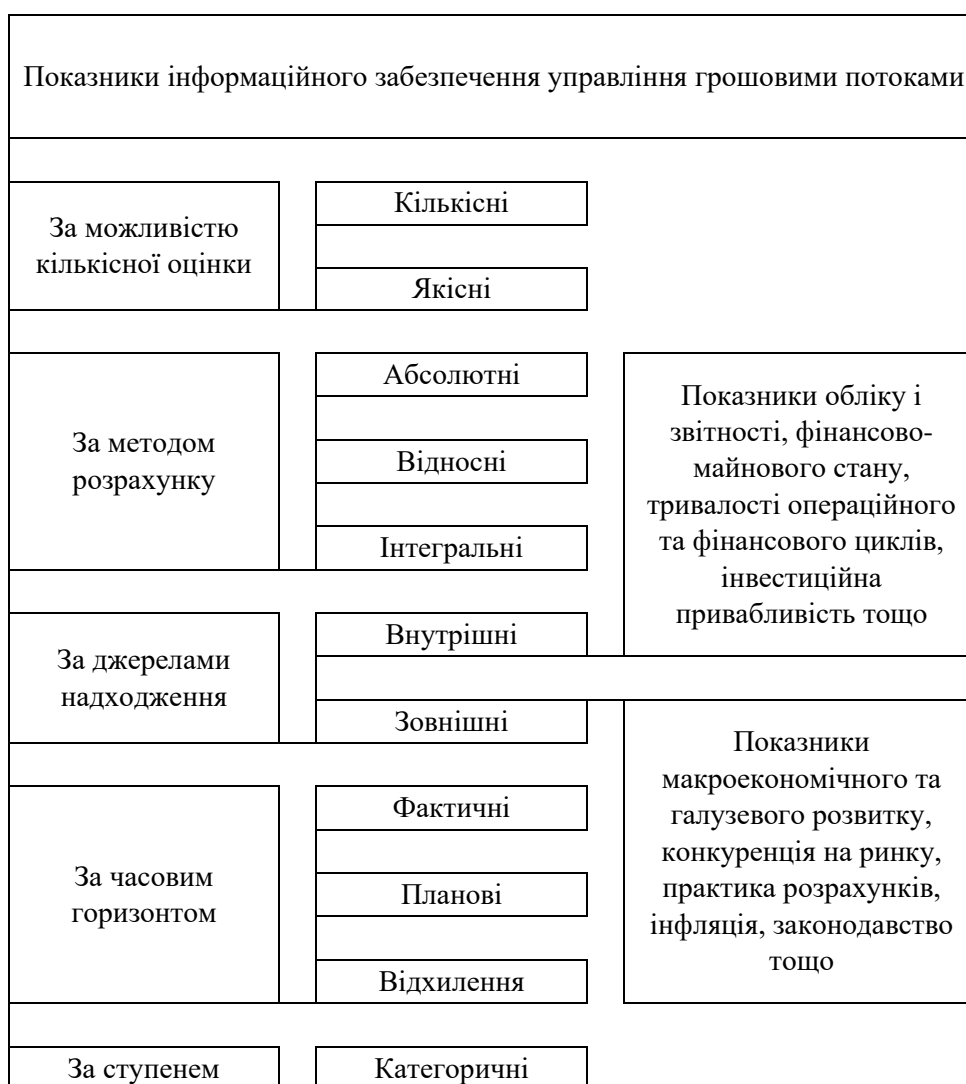 Показники інформаційного забезпечення управління грошовими потоками
За можливістю
кількісної оцінки
Кількісні
Якісні
За методом
розрахунку
Абсолютні
Відносні
Інтегральні
Показники обліку і
звітності, фінансово-
майнового стану,
тривалості операційного
та фінансового циклів,
інвестиційна
привабливість тощо
За джерелами
надходження
Внутрішні
Зовнішні
Показники
макроекономічного та
галузевого розвитку,
конкуренція на ринку,
практика розрахунків,
інфляція, законодавство
тощо
За часовим
горизонтом
Фактичні
Планові
Відхилення
За ступенем
Категоричні